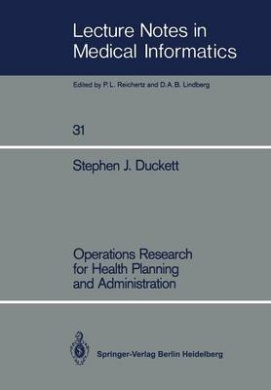 Lecture Notes in
Medical Informatics
Edited by P. L. Reichertz and D. A. B. Lindberg
31
Stephen J. Duckett
Operations Research
for Health Planning
and Administration
Springer-Verlag Berlin Heidelberg